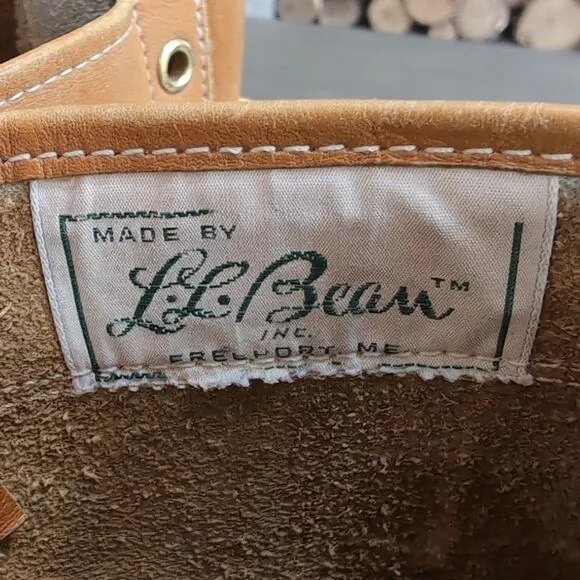 MADE BY
L.L. Bean™
INC.
FREEPORT, ME.